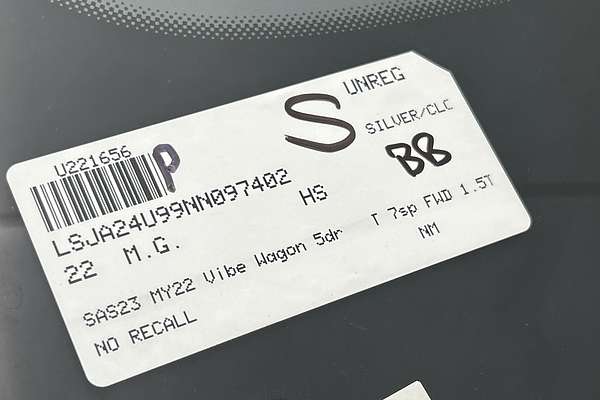 UNREG
S
SILVER/CLC
BB
U221656 P
LSJA24U99NN097402
22 M.G. HS
SAS23 MY22 Vibe Wagon 5dr T 7sp FWD 1.5T
NO RECALL NM